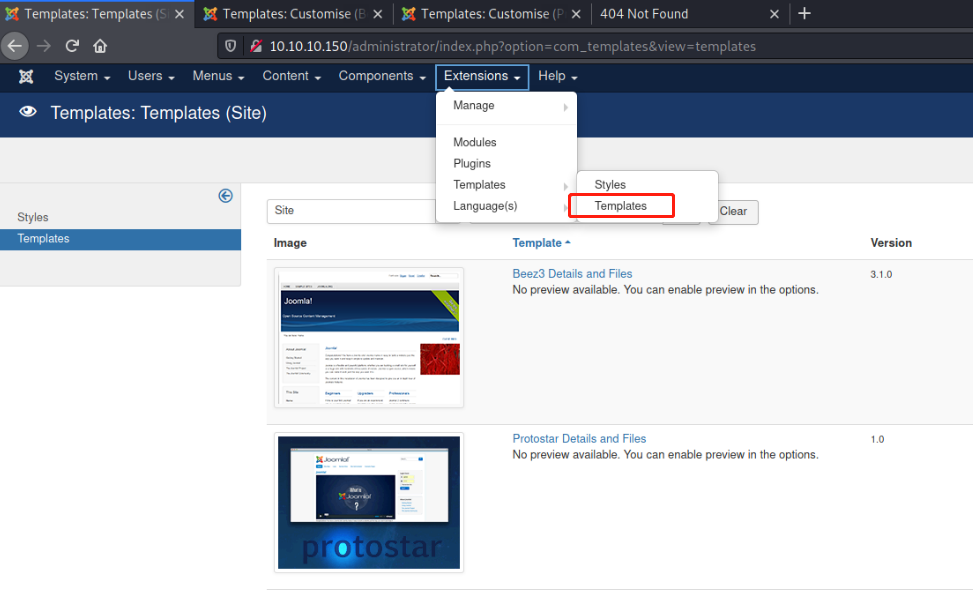 Templates: Templates (S
Templates: Customise (B
Templates: Customise (P
404 Not Found
10.10.10.150/administrator/index.php?option=com_templates&view=templates
System
Users
Menus
Content
Components
Extensions
Help
Templates: Templates (Site)
Manage
Modules
Plugins
Templates
Language(s)
Styles
Templates
Styles
Templates
Site
Clear
Image
Template
Version
Joomla!
Beez3 Details and Files
No preview available. You can enable preview in the options.
3.1.0
Joomla!
Joomla!
?
protostar
Protostar Details and Files
No preview available. You can enable preview in the options.
1.0